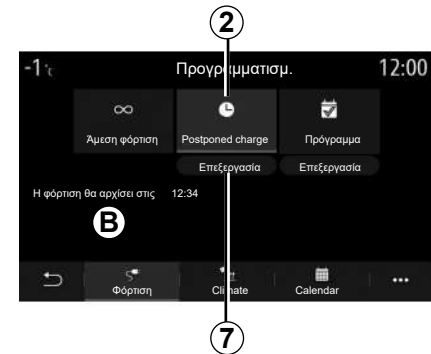 2
-1°c Προγραμματισμ. 12:00
Άμεση φόρτιση Postponed charge Πρόγραμμα
Επεξεργασία Επεξεργασία
Η φόρτιση θα αρχίσει στις 12:34
B
Φόρτιση Climate Calendar
7